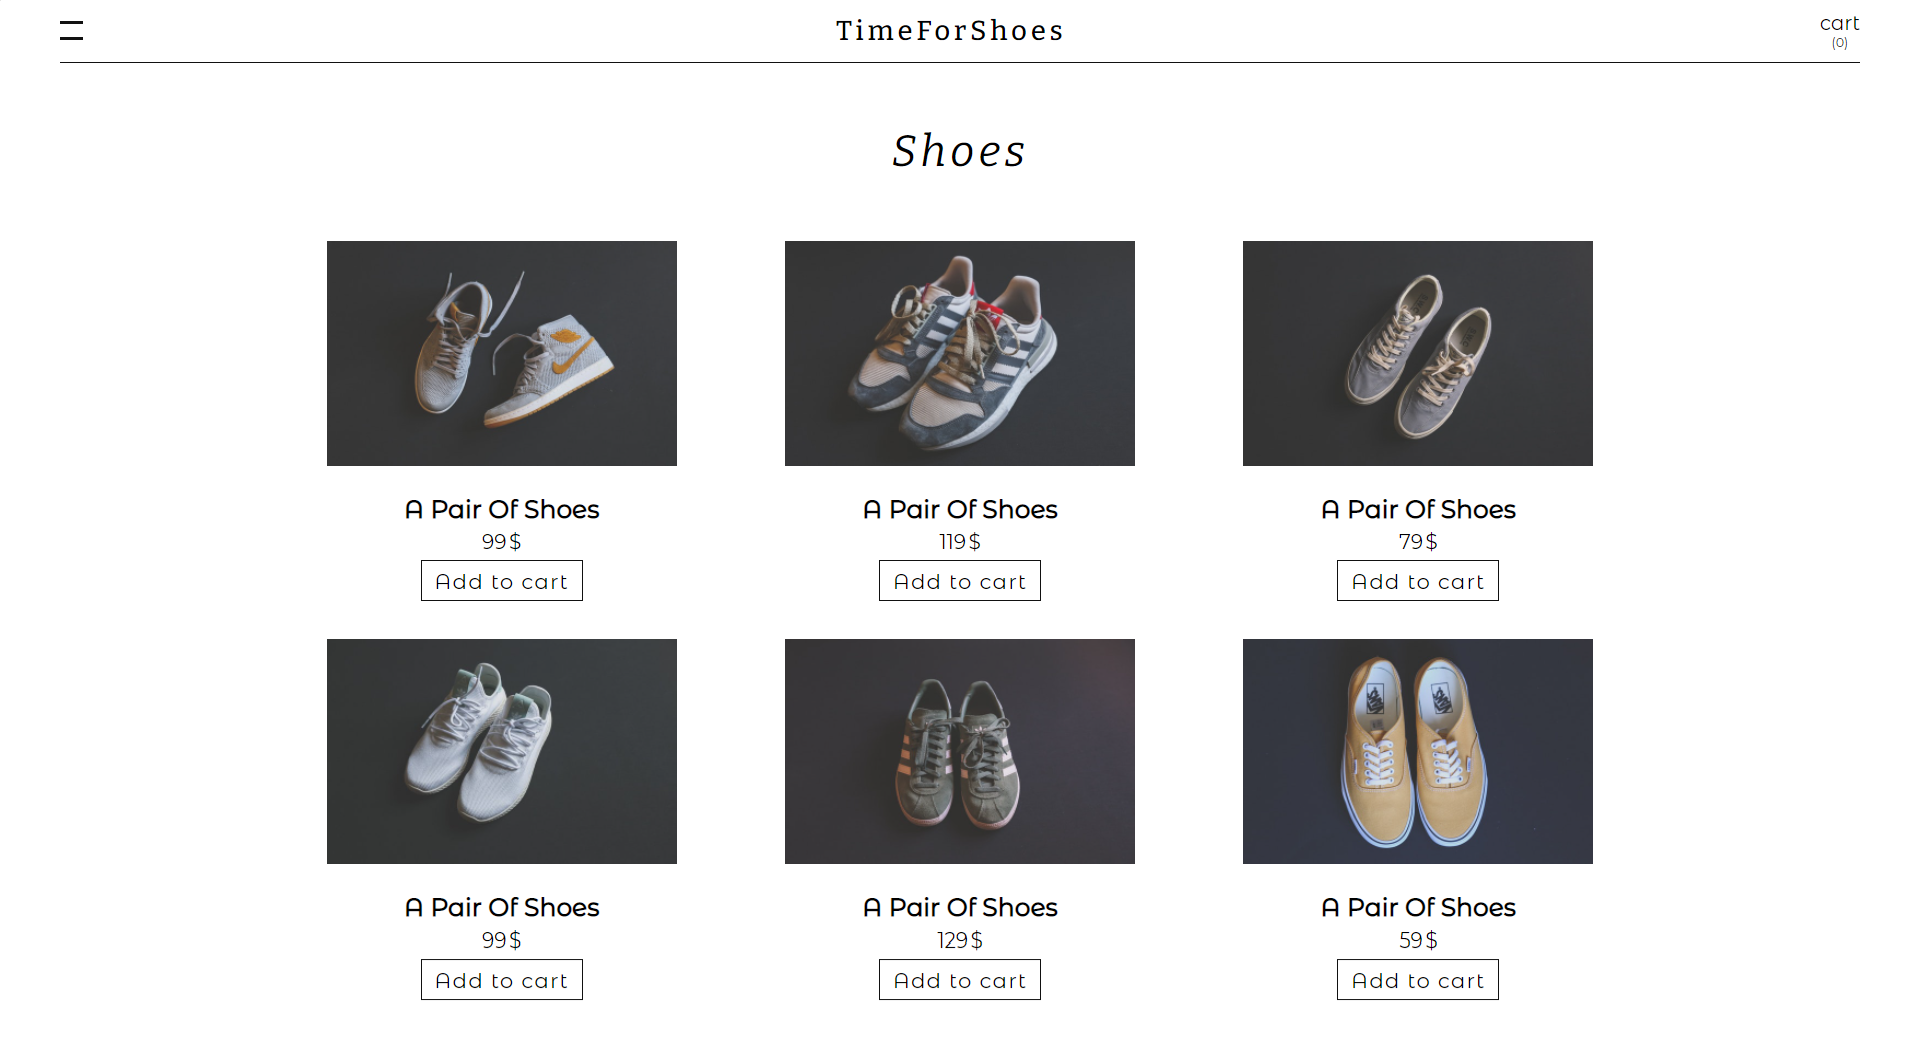 TimeForShoes
cart
(0)
Shoes
A Pair Of Shoes
99$
Add to cart
A Pair Of Shoes
119$
Add to cart
A Pair Of Shoes
79$
Add to cart
A Pair Of Shoes
99$
Add to cart
A Pair Of Shoes
129$
Add to cart
VANS
VANS
A Pair Of Shoes
59$
Add to cart